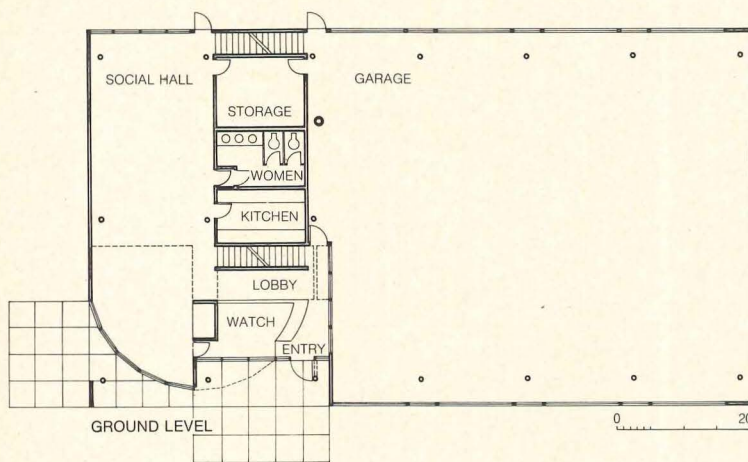 SOCIAL HALL
GARAGE
STORAGE
WOMEN
KITCHEN
LOBBY
WATCH
ENTRY
GROUND LEVEL
0 20